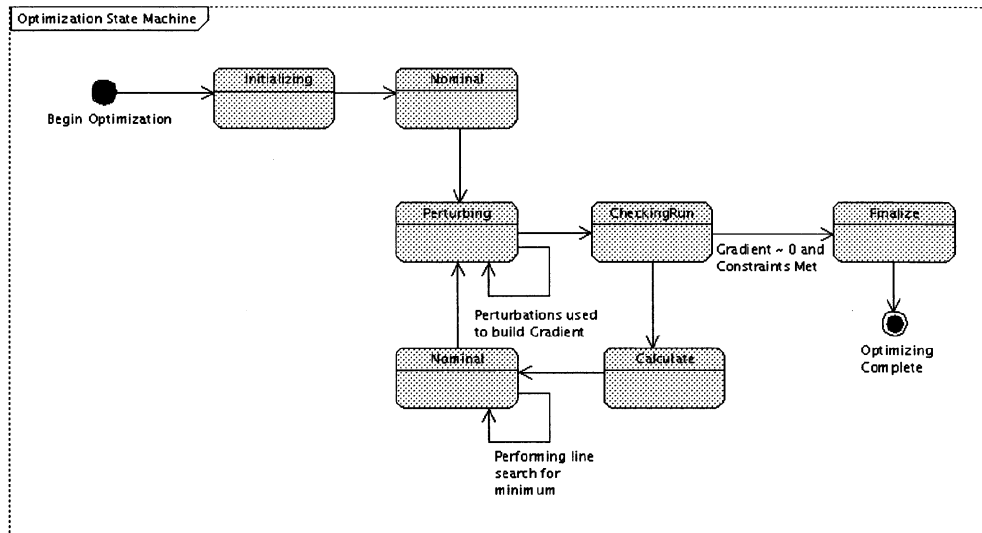 Optimization State Machine
Initializing
Nominal
Begin Optimization
Perturbing
CheckingRun
Finalize
Gradient ~ 0 and
Constraints Met
Perturbations used
to build Gradient
Nominal
Calculate
Optimizing
Complete
Performing line
search for
minimum